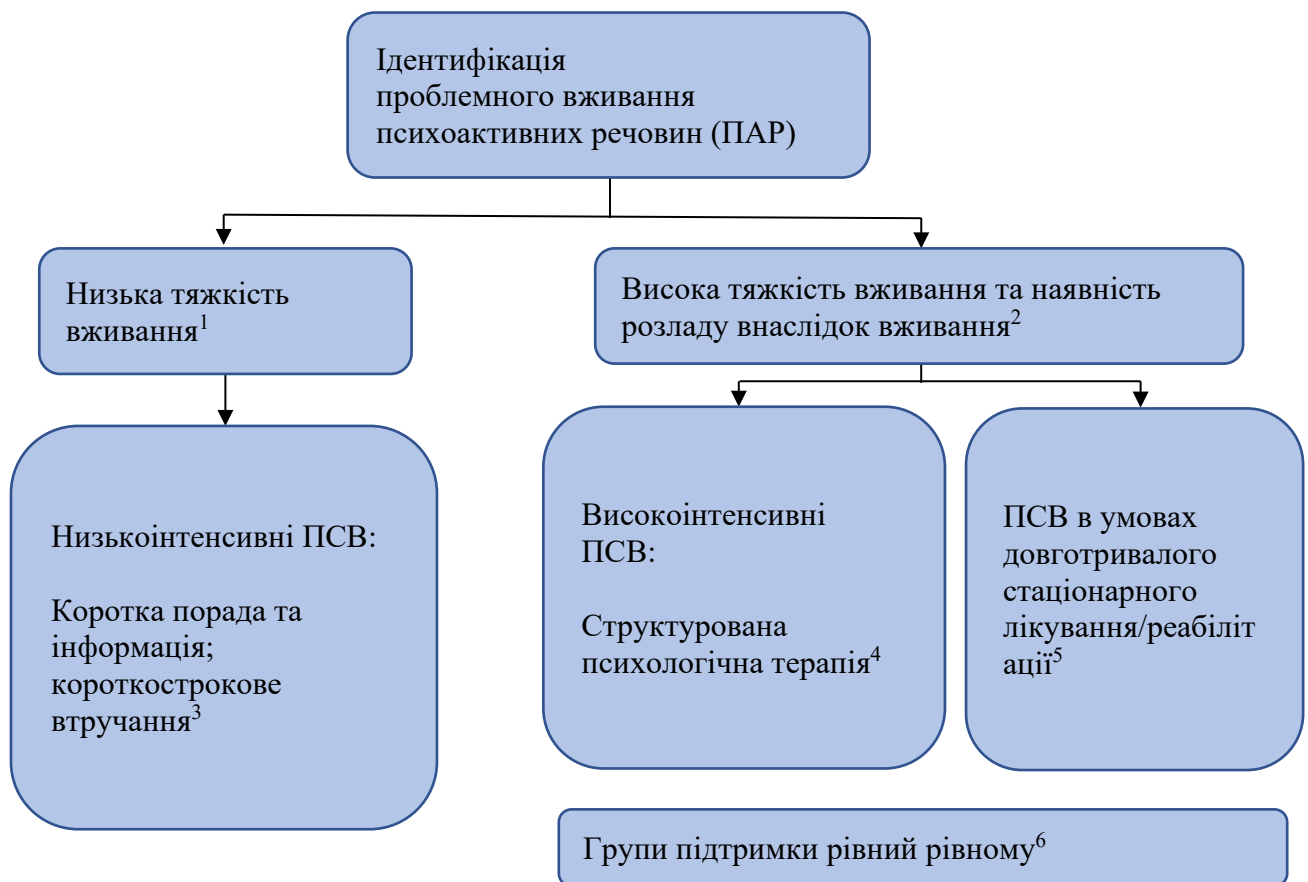 Ідентифікація
проблемного вживання
психоактивних речовин (ПАР)
Низька тяжкість
вживання1
Висока тяжкість вживання та наявність
розладу внаслідок вживання2
Низькоінтенсивні ПСВ:
Коротка порада та
інформація;
короткострокове
втручання3
Високоінтенсивні
ПСВ:
Структурована
психологічна терапія4
ПСВ в умовах
довготривалого
стаціонарного
лікування/реабіліт
ації5
Групи підтримки рівний рівному6